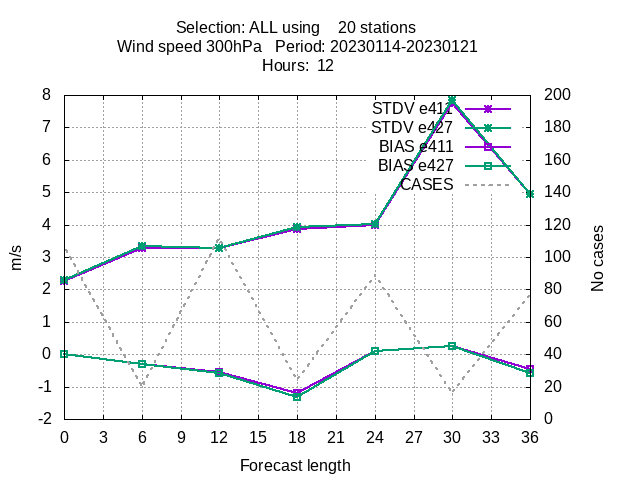 Selection: ALL using    20 stations
Wind speed 300hPa   Period: 20230114-20230121
Hours:  12
STDV e411
STDV e427
BIAS e411
BIAS e427
CASES
8
7
6
5
4
3
2
1
0
-1
-2
m/s
200
180
160
140
120
100
80
60
40
20
0
No cases
0 3 6 9 12 15 18 21 24 27 30 33 36
Forecast length